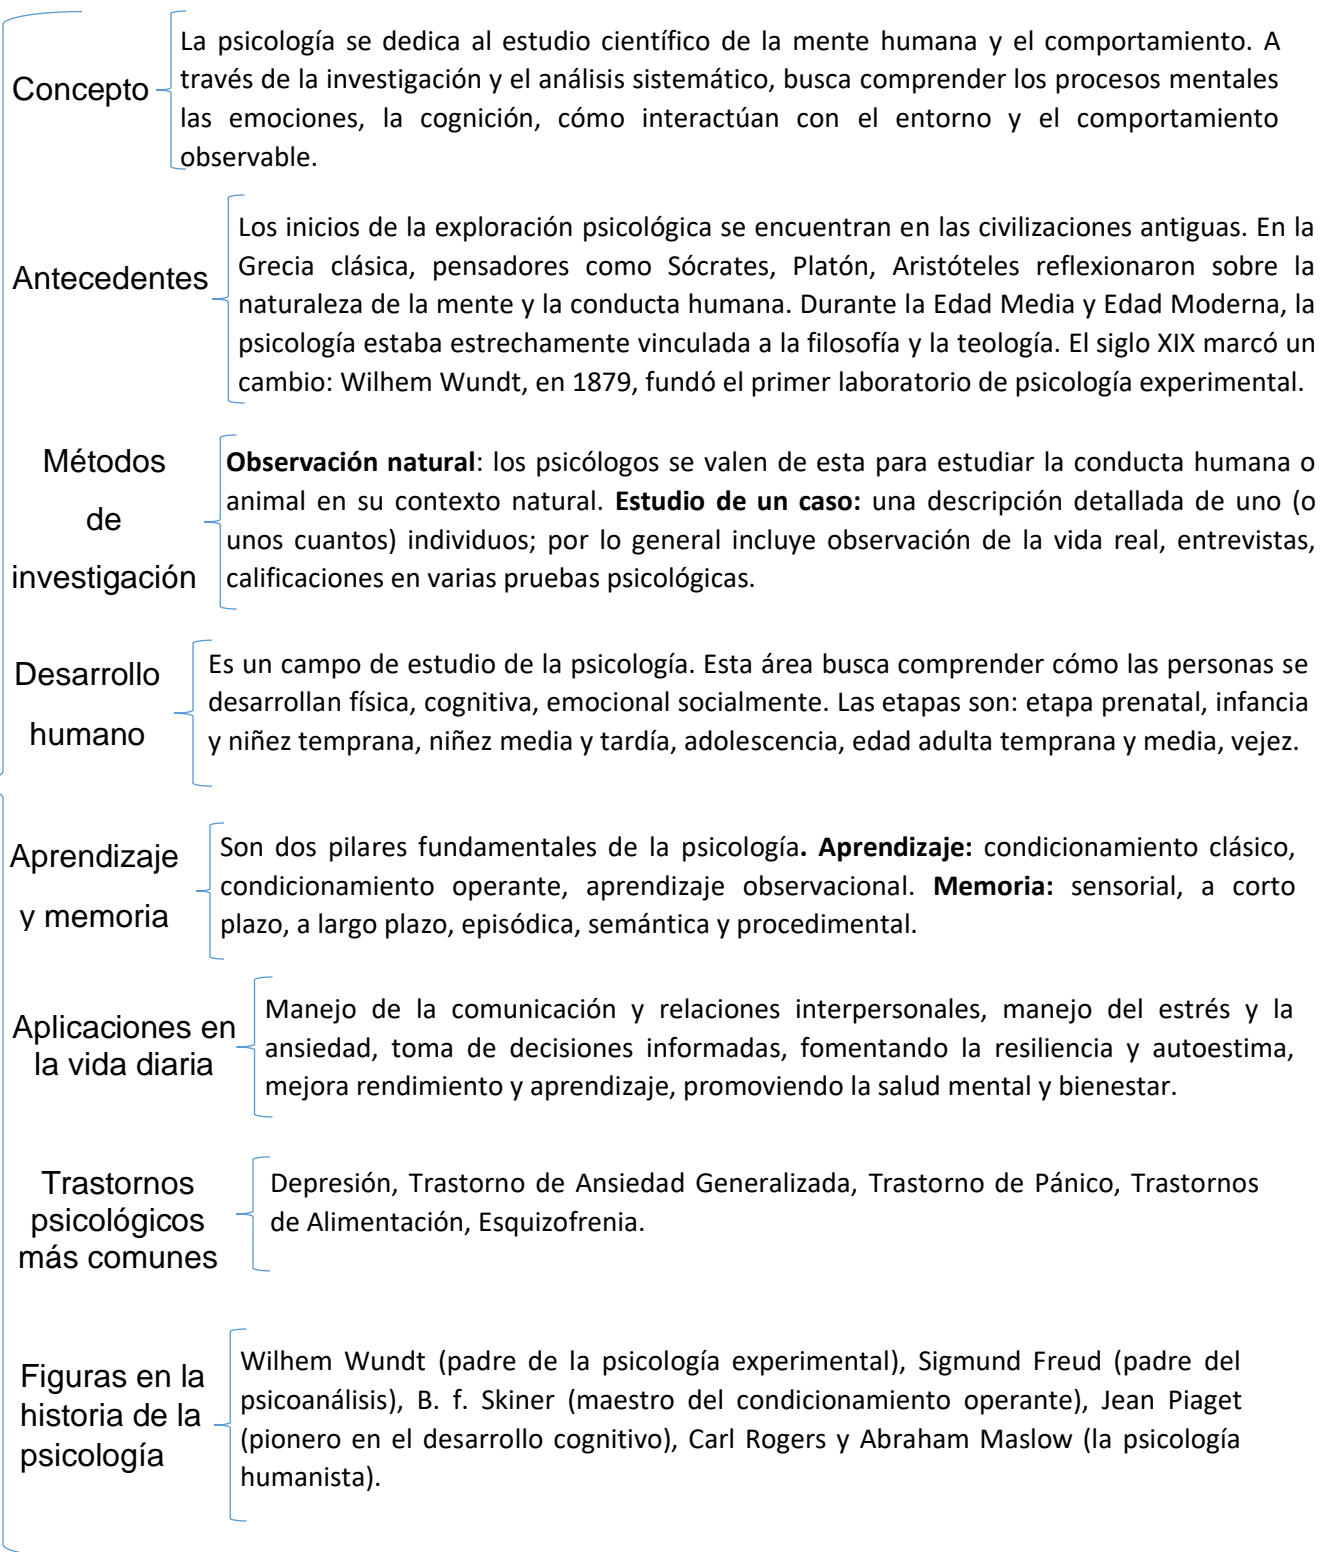 Concepto
La psicología se dedica al estudio científico de la mente humana y el comportamiento. A
través de la investigación y el análisis sistemático, busca comprender los procesos mentales
las emociones, la cognición, cómo interactúan con el entorno y el comportamiento
observable.
Antecedentes
Los inicios de la exploración psicológica se encuentran en las civilizaciones antiguas. En la
Grecia clásica, pensadores como Sócrates, Platón, Aristóteles reflexionaron sobre la
naturaleza de la mente y la conducta humana. Durante la Edad Media y Edad Moderna, la
psicología estaba estrechamente vinculada a la filosofía y la teología. El siglo XIX marcó un
cambio: Wilhem Wundt, en 1879, fundó el primer laboratorio de psicología experimental.
Métodos
de
investigación
Observación natural: los psicólogos se valen de esta para estudiar la conducta humana o
animal en su contexto natural. Estudio de un caso: una descripción detallada de uno (o
unos cuantos) individuos; por lo general incluye observación de la vida real, entrevistas,
calificaciones en varias pruebas psicológicas.
Desarrollo
humano
Es un campo de estudio de la psicología. Esta área busca comprender cómo las personas se
desarrollan física, cognitiva, emocional socialmente. Las etapas son: etapa prenatal, infancia
y niñez temprana, niñez media y tardía, adolescencia, edad adulta temprana y media, vejez.
Aprendizaje
y memoria
Son dos pilares fundamentales de la psicología. Aprendizaje: condicionamiento clásico,
condicionamiento operante, aprendizaje observacional. Memoria: sensorial, a corto
plazo, a largo plazo, episódica, semántica y procedimental.
Aplicaciones en
la vida diaria
Manejo de la comunicación y relaciones interpersonales, manejo del estrés y la
ansiedad, toma de decisiones informadas, fomentando la resiliencia y autoestima,
mejora rendimiento y aprendizaje, promoviendo la salud mental y bienestar.
Trastornos
psicológicos
más comunes
Depresión, Trastorno de Ansiedad Generalizada, Trastorno de Pánico, Trastornos
de Alimentación, Esquizofrenia.
Figuras en la
historia de la
psicología
Wilhem Wundt (padre de la psicología experimental), Sigmund Freud (padre del
psicoanálisis), B. f. Skiner (maestro del condicionamiento operante), Jean Piaget
(pionero en el desarrollo cognitivo), Carl Rogers y Abraham Maslow (la psicología
humanista).